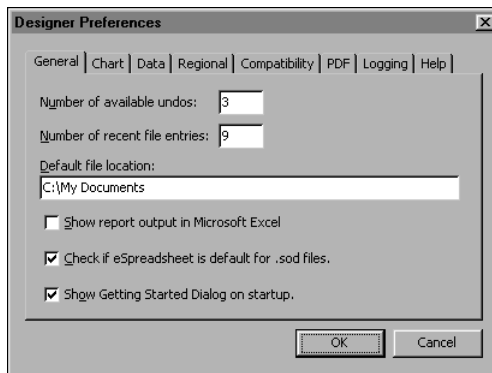 Designer Preferences
General Chart Data Regional Compatibility PDF Logging Help
Number of available undos: 3
Number of recent file entries: 9
Default file location:
C:\My Documents
Show report output in Microsoft Excel
Check if eSpreadsheet is default for .sod files.
Show Getting Started Dialog on startup.
OK Cancel